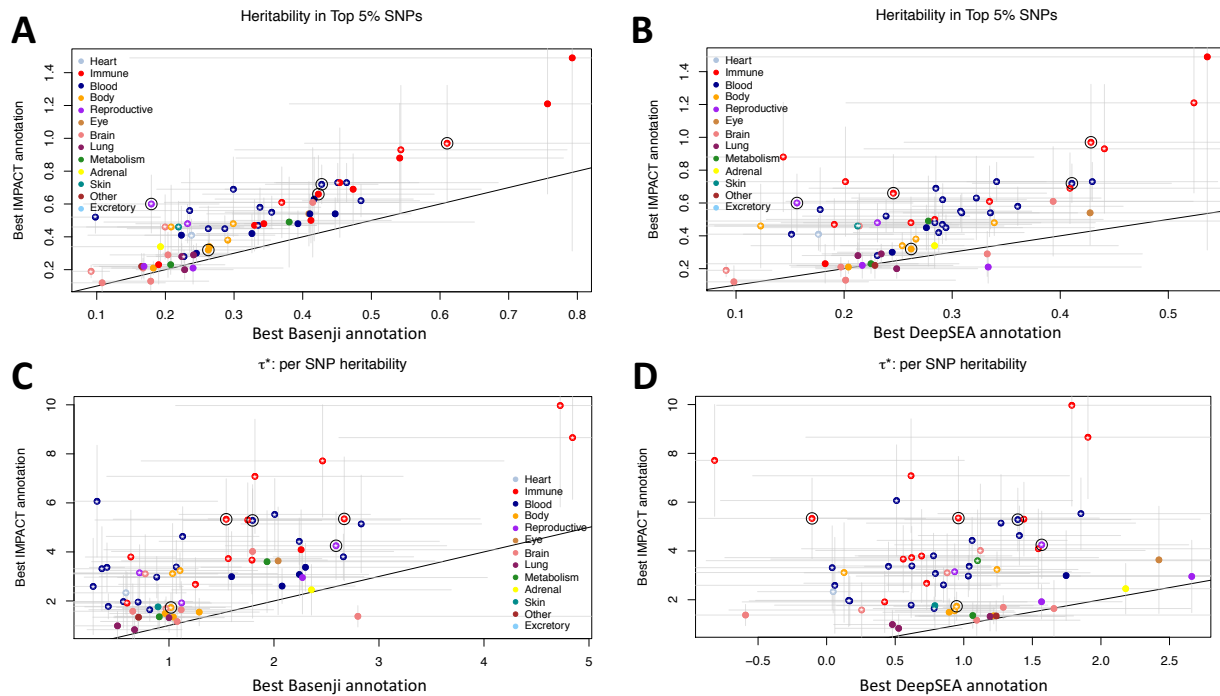 Heritability in Top 5% SNPs
A
Best IMPACT annotation
1.4
1.2
1.0
0.8
0.6
0.4
0.2
Heart
Immune
Blood
Body
Reproductive
Eye
Brain
Lung
Metabolism
Adrenal
Skin
Other
Excretory
0.1 0.2 0.3 0.4 0.5 0.6 0.7 0.8
Best Basenji annotation
Heritability in Top 5% SNPs
B
Best IMPACT annotation
1.4
1.2
1.0
0.8
0.6
0.4
0.2
Heart
Immune
Blood
Body
Reproductive
Eye
Brain
Lung
Metabolism
Adrenal
Skin
Other
Excretory
0.1 0.2 0.3 0.4 0.5
Best DeepSEA annotation
τ*: per SNP heritability
C
Best IMPACT annotation
10
8
6
4
2
Heart
Immune
Blood
Body
Reproductive
Eye
Brain
Lung
Metabolism
Adrenal
Skin
Other
Excretory
1 2 3 4 5
Best Basenji annotation
τ*: per SNP heritability
D
Best IMPACT annotation
10
8
6
4
2
−0.5 0.0 0.5 1.0 1.5 2.0 2.5
Best DeepSEA annotation